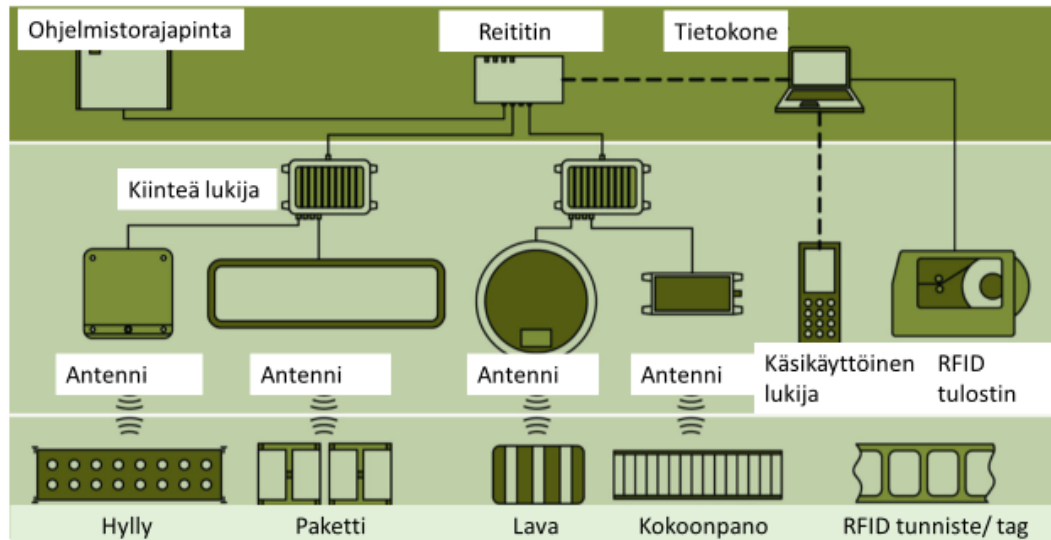 Ohjelmistorajapinta
Reititin
Tietokone
Kiinteä lukija
Antenni
Antenni
Antenni
Antenni
Käsikäyttöinen
lukija
RFID
tulostin
Hylly
Paketti
Lava
Kokoonpano
RFID tunniste/ tag